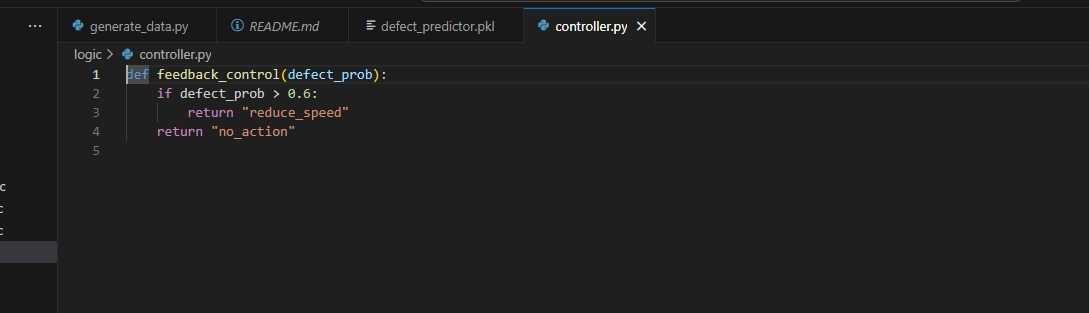 ... generate_data.py README.md defect_predictor.pkl controller.py
logic > controller.py
1 def feedback_control(defect_prob):
2     if defect_prob > 0.6:
3         return "reduce_speed"
4     return "no_action"
5
c
c
c